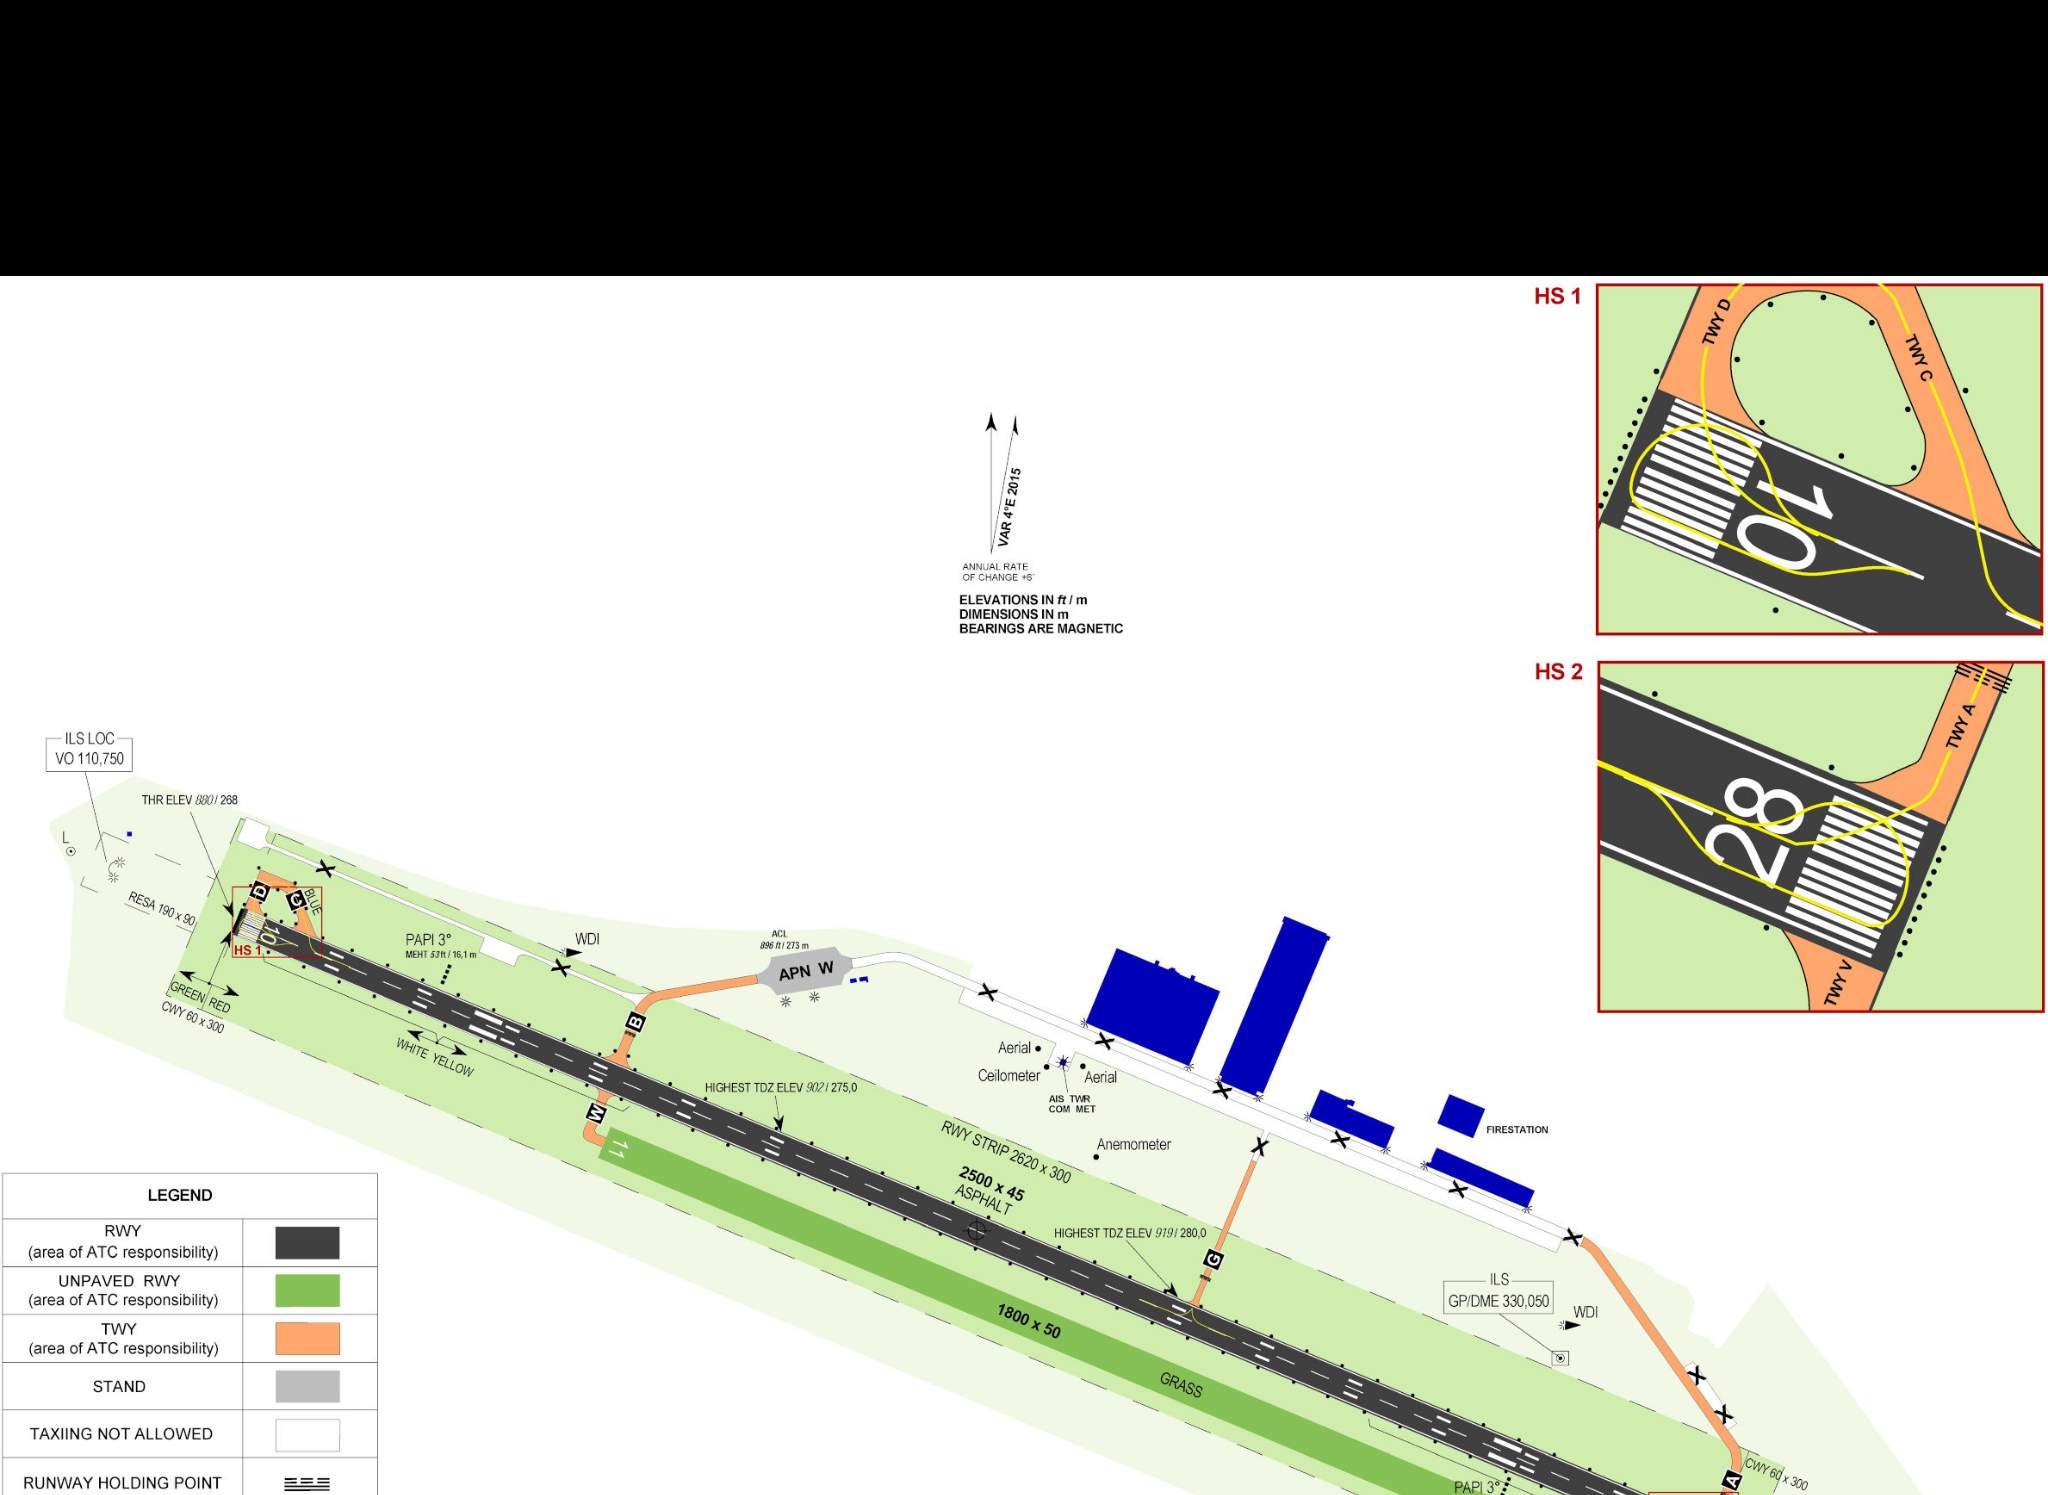 HS 1
TWY D
TWY C
10
VAR 4°E 2015
ANNUAL RATE
OF CHANGE +6'
ELEVATIONS IN ft / m
DIMENSIONS IN m
BEARINGS ARE MAGNETIC
HS 2
TWY A
28
TWY V
ILS LOC
VO 110,750
THR ELEV 880 / 268
L
RESA 190 x 90
D
C
BLUE
10
HS 1
GREEN RED
CWY 60 x 300
PAPI 3°
MEHT 53ft / 16,1 m
WHITE YELLOW
WDI
ACL
896 ft / 273 m
APN W
B
W
11
HIGHEST TDZ ELEV 902 / 275,0
Aerial
Ceilometer
Aerial
AIS TWR
COM MET
Anemometer
RWY STRIP 2620 x 300
2500 x 45
ASPHALT
FIRESTATION
HIGHEST TDZ ELEV 919 / 280,0
G
ILS
GP/DME 330,050
WDI
1800 x 50
GRASS
A
CWY 60 x 300
PAPI 3°
LEGEND
RWY
(area of ATC responsibility)
UNPAVED RWY
(area of ATC responsibility)
TWY
(area of ATC responsibility)
STAND
TAXIING NOT ALLOWED
RUNWAY HOLDING POINT